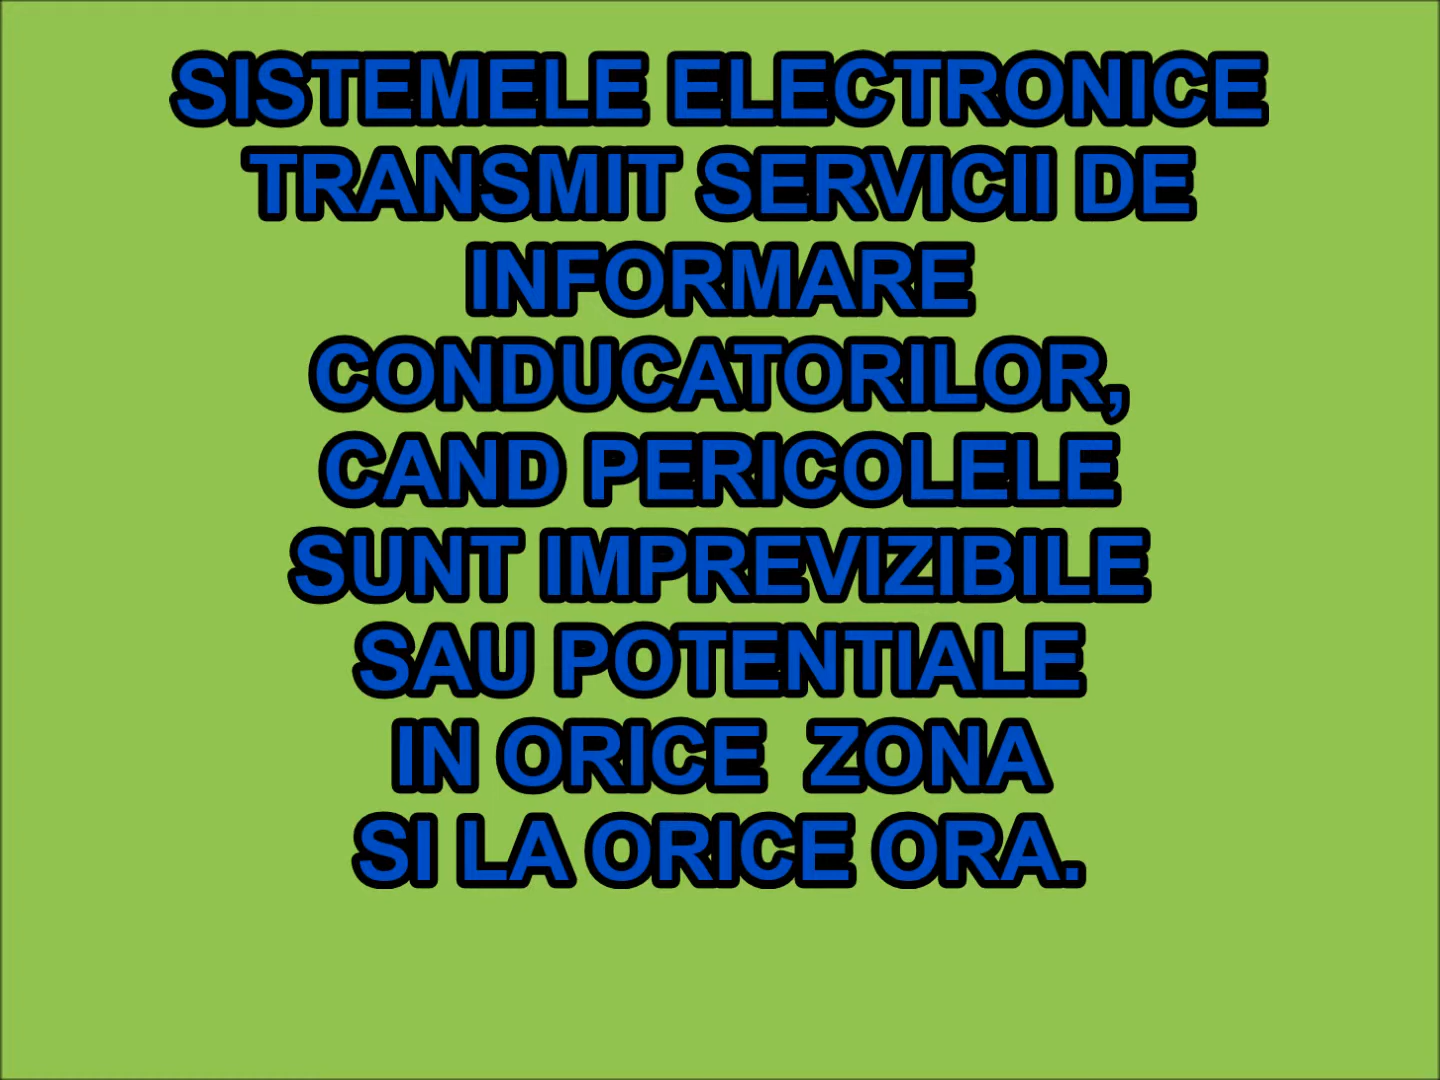 SISTEMELE ELECTRONICE
TRANSMIT SERVICII DE
INFORMARE
CONDUCATORILOR,
CAND PERICOLELE
SUNT IMPREVIZIBILE
SAU POTENTIALE
IN ORICE  ZONA
SI LA ORICE ORA.